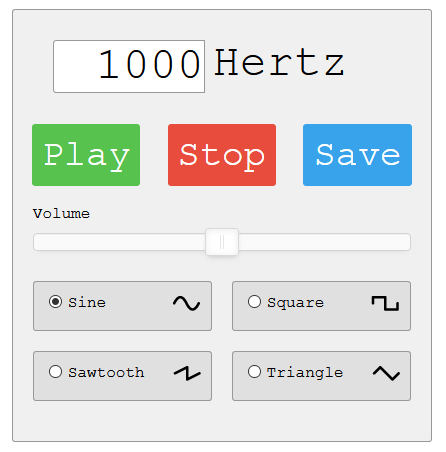 1000 Hertz
Play Stop Save
Volume
Sine Square
Sawtooth Triangle